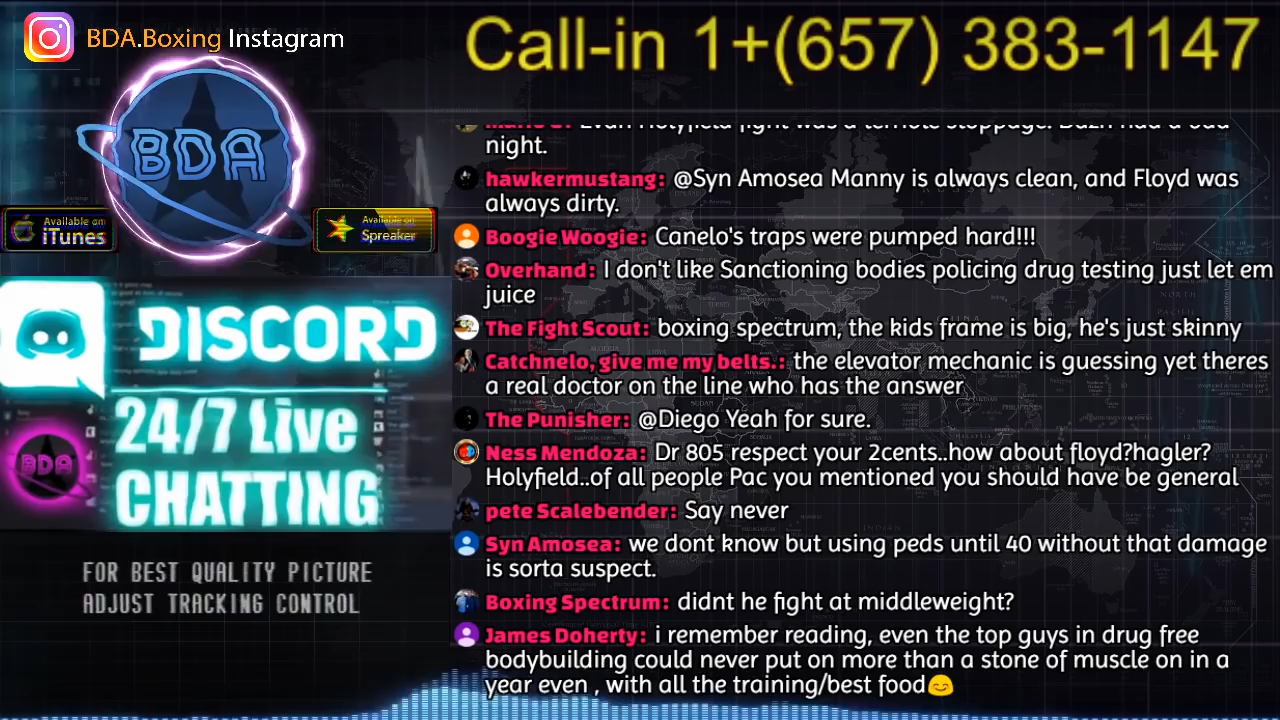 BDA.Boxing Instagram
Call-in 1+(657) 383-1147
BDA
Available on
iTunes
Available on
Spreaker
DISCORD
24/7 Live
CHATTING
BDA
FOR BEST QUALITY PICTURE
ADJUST TRACKING CONTROL
night.
hawkermustang: @Syn Amosea Manny is always clean, and Floyd was
always dirty.
Boogie Woogie: Canelo's traps were pumped hard!!!
Overhand: I don't like Sanctioning bodies policing drug testing just let em
juice
The Fight Scout: boxing spectrum, the kids frame is big, he's just skinny
Catchnelo, give me my belts.: the elevator mechanic is guessing yet theres
a real doctor on the line who has the answer
The Punisher: @Diego Yeah for sure.
Ness Mendoza: Dr 805 respect your 2cents..how about floyd?hagler?
Holyfield..of all people Pac you mentioned you should have be general
pete Scalebender: Say never
Syn Amosea: we dont know but using peds until 40 without that damage
is sorta suspect.
Boxing Spectrum: didnt he fight at middleweight?
James Doherty: i remember reading, even the top guys in drug free
bodybuilding could never put on more than a stone of muscle on in a
year even , with all the training/best food😊